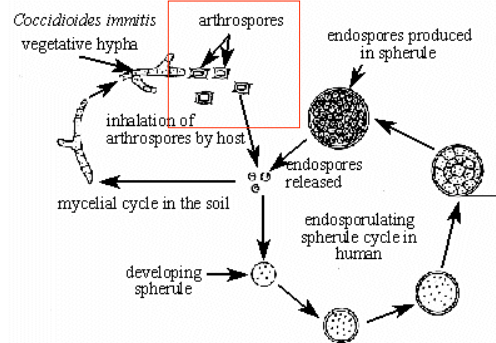 Coccidioides immitis
vegetative hypha
arthrospores
endospores produced
in spherule
inhalation of
arthrospores by host
endospores
released
mycelial cycle in the soil
endosporulating
spherule cycle in
human
developing
spherule